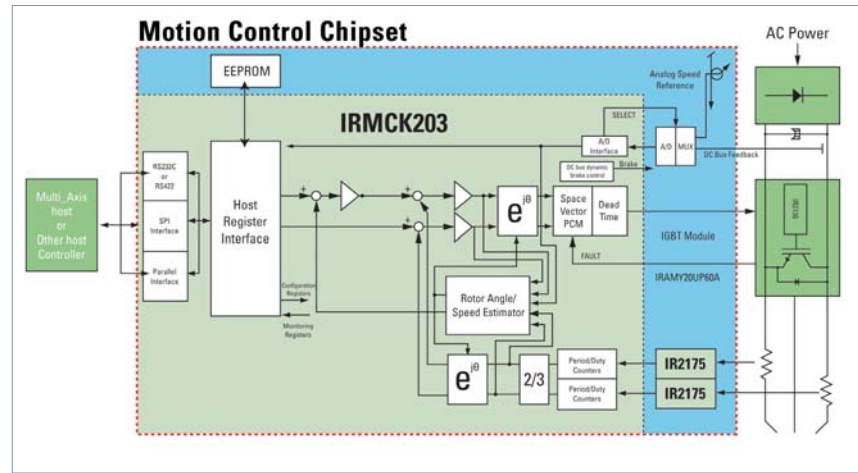 Motion Control Chipset
AC Power
EEPROM
Analog Speed
Reference
IRMCK203
SELECT
A/D
Interface
A/D
MUX
DC Bus Feedback
RS232C
or
RS422
Host
Register
Interface
DC bus dynamic
brake control
Brake
Multi_Axis
host
or
Other host
Controller
SPI
Interface
Parallel
Interface
+
+
+
+
e^jθ
Space
Vector
PCM
Dead
Time
IR2136
IGBT Module
FAULT
IRAMY20UP60A
Configuration
Registers
Monitoring
Registers
Rotor Angle/
Speed Estimator
e^jθ
2/3
Period/Duty
Counters
IR2175
Period/Duty
Counters
IR2175